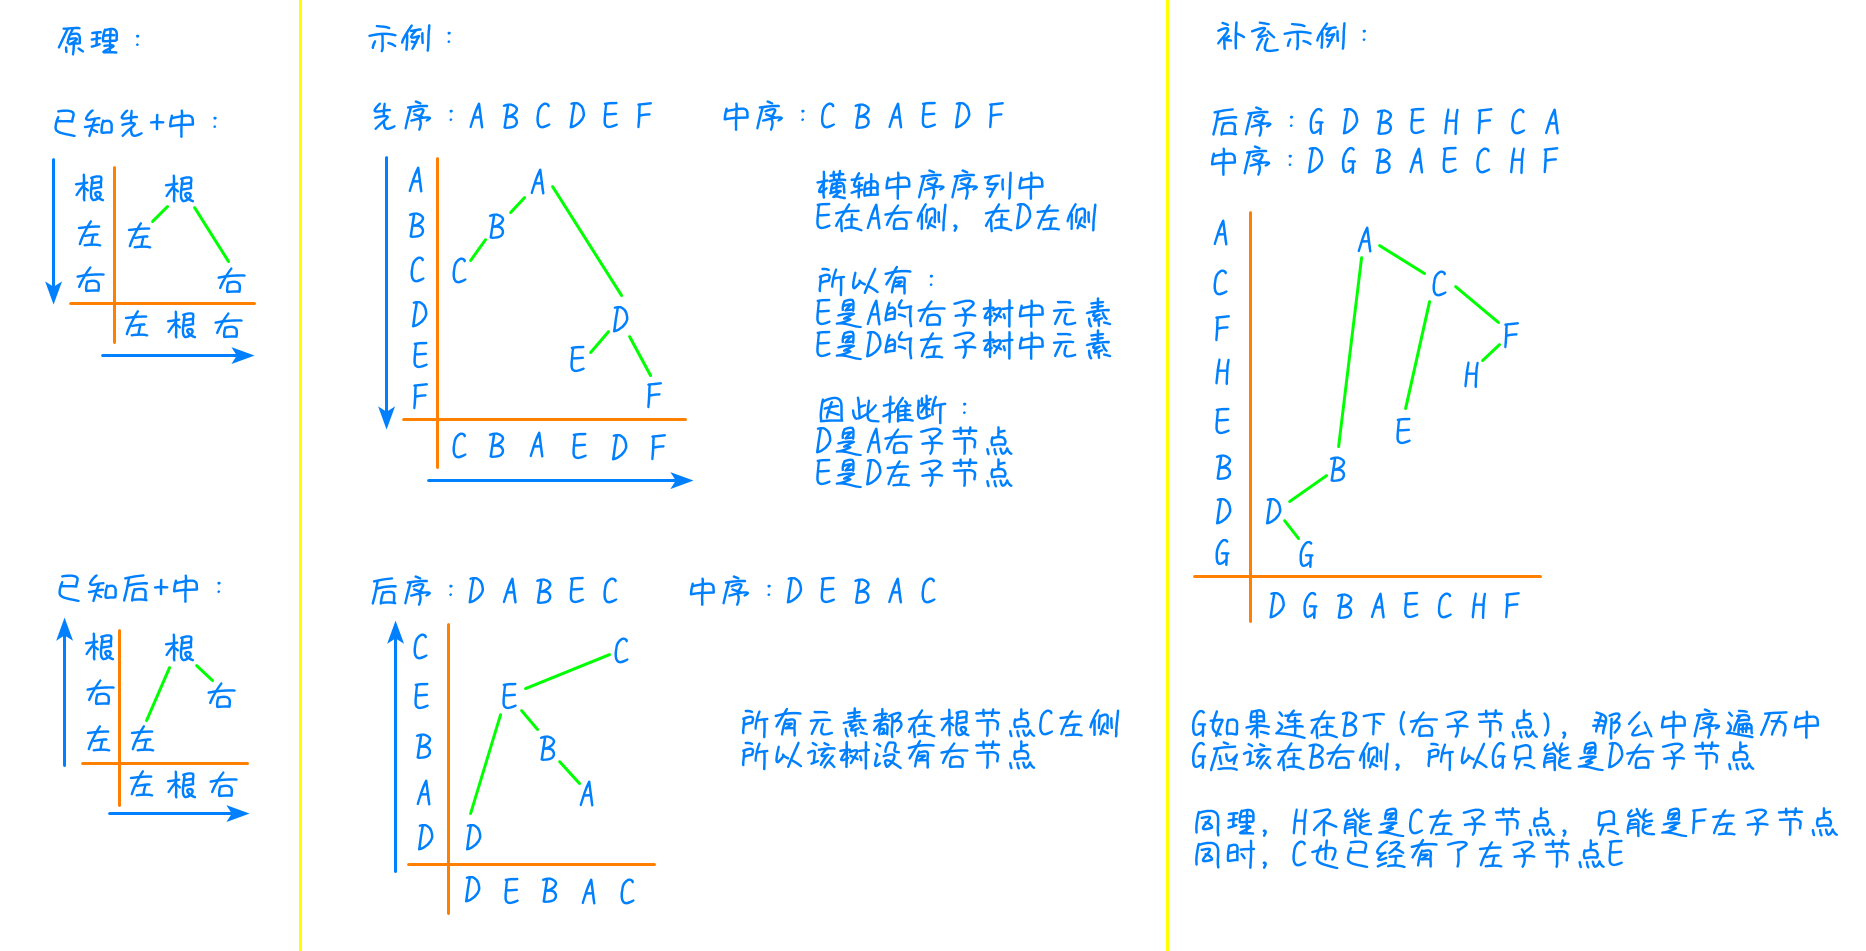 原理：
已知先+中：
根 根
左 左
右 右
左 根 右
已知后+中：
根 根
右 右
左 左
左 根 右
示例：
先序：A B C D E F 中序：C B A E D F
A A
B B
C C
D D
E E
F F
C B A E D F
横轴中序序列中
E在A右侧，在D左侧
所以有：
E是A的右子树中元素
E是D的左子树中元素
因此推断：
D是A右子节点
E是D左子节点
后序：D A B E C 中序：D E B A C
C C
E E
B B
A A
D D
D E B A C
所有元素都在根节点C左侧
所以该树没有右节点
补充示例：
后序：G D B E H F C A
中序：D G B A E C H F
A A
C C
F F
H H
E E
B B
D D
G G
D G B A E C H F
G如果连在B下(右子节点)，那么中序遍历中
G应该在B右侧，所以G只能是D右子节点
同理，H不能是C左子节点，只能是F左子节点
同时，C也已经有了左子节点E